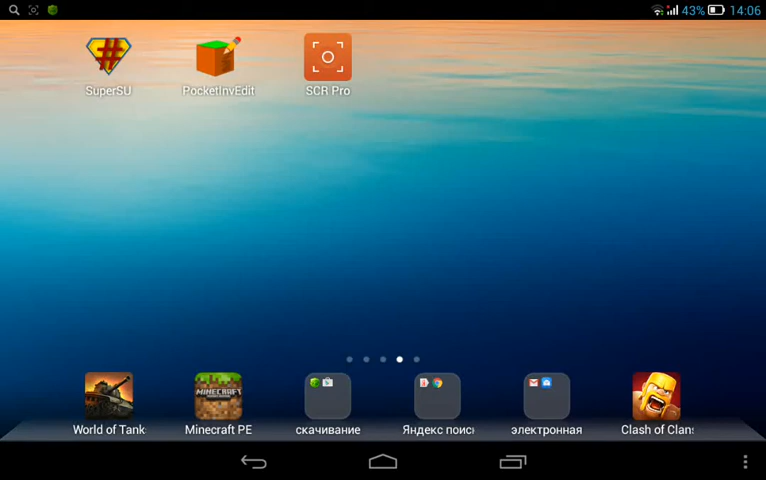 43% 14:06
SuperSU PocketInvEdit SCR Pro
MINECRAFT
World of Tank Minecraft PE скачивание Яндекс поис электронная Clash of Clan